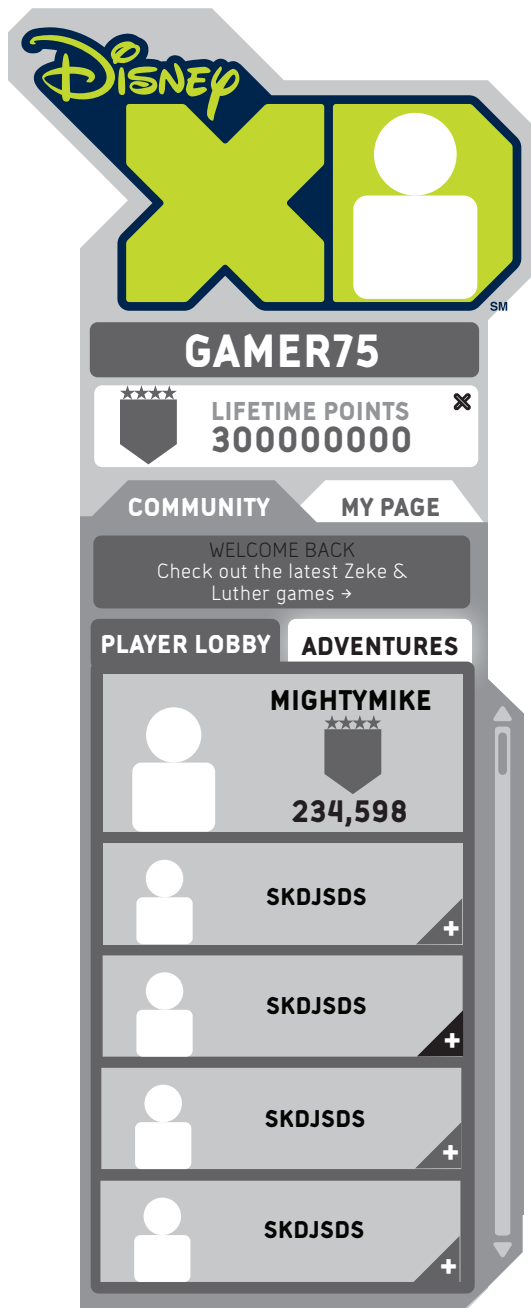 DISNEY
XD
SM
GAMER75
LIFETIME POINTS
300000000
COMMUNITY
MY PAGE
WELCOME BACK
Check out the latest Zeke &
Luther games →
PLAYER LOBBY
ADVENTURES
MIGHTYMIKE
234,598
SKDJSDS
SKDJSDS
SKDJSDS
SKDJSDS